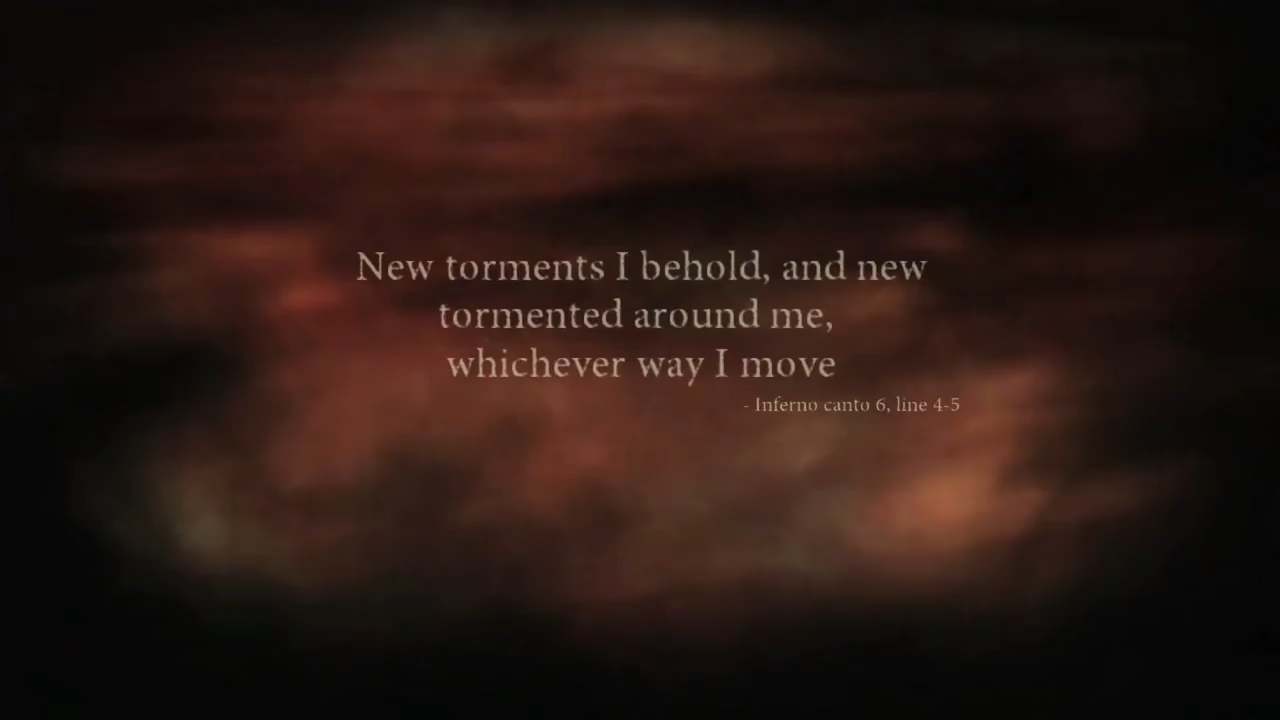 New torments I behold, and new
tormented around me,
whichever way I move
- Inferno canto 6, line 4-5